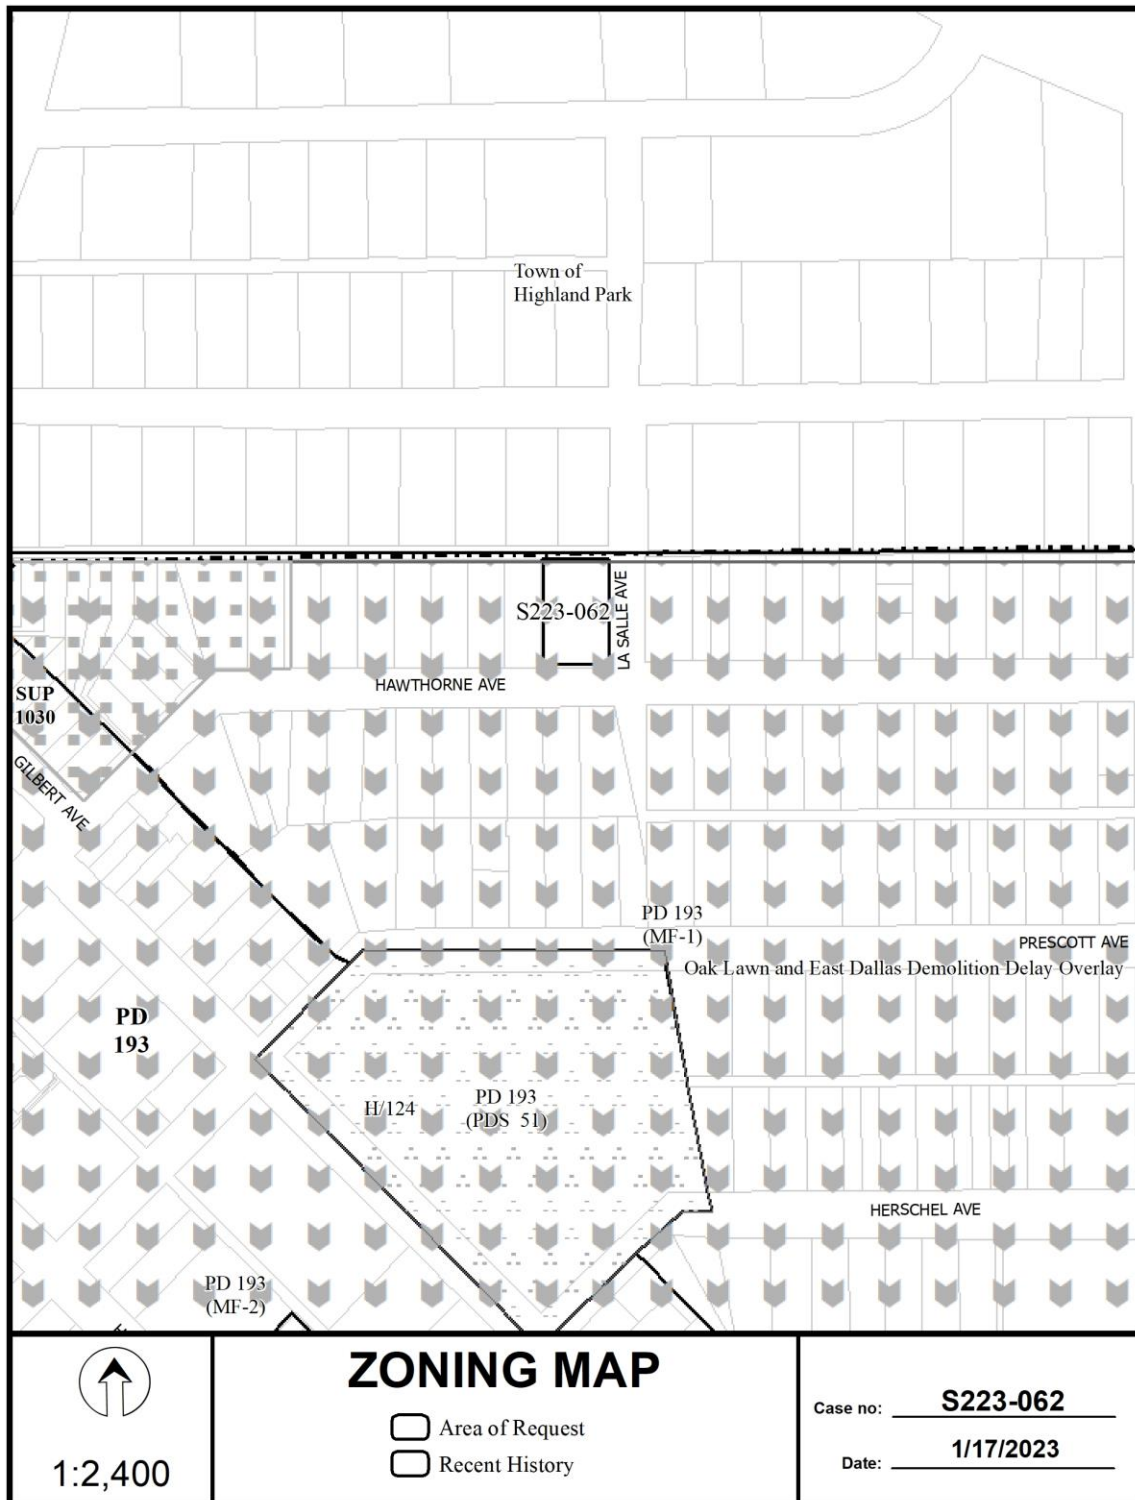 Town of
Highland Park
S223-062
LA SALLE AVE
HAWTHORNE AVE
SUP
1030
GILBERT AVE
PD 193
(MF-1)
PRESCOTT AVE
Oak Lawn and East Dallas Demolition Delay Overlay
PD
193
H/124
PD 193
(PDS 51)
HERSCHEL AVE
PD 193
(MF-2)
1:2,400
ZONING MAP
Area of Request
Recent History
Case no: S223-062
Date: 1/17/2023